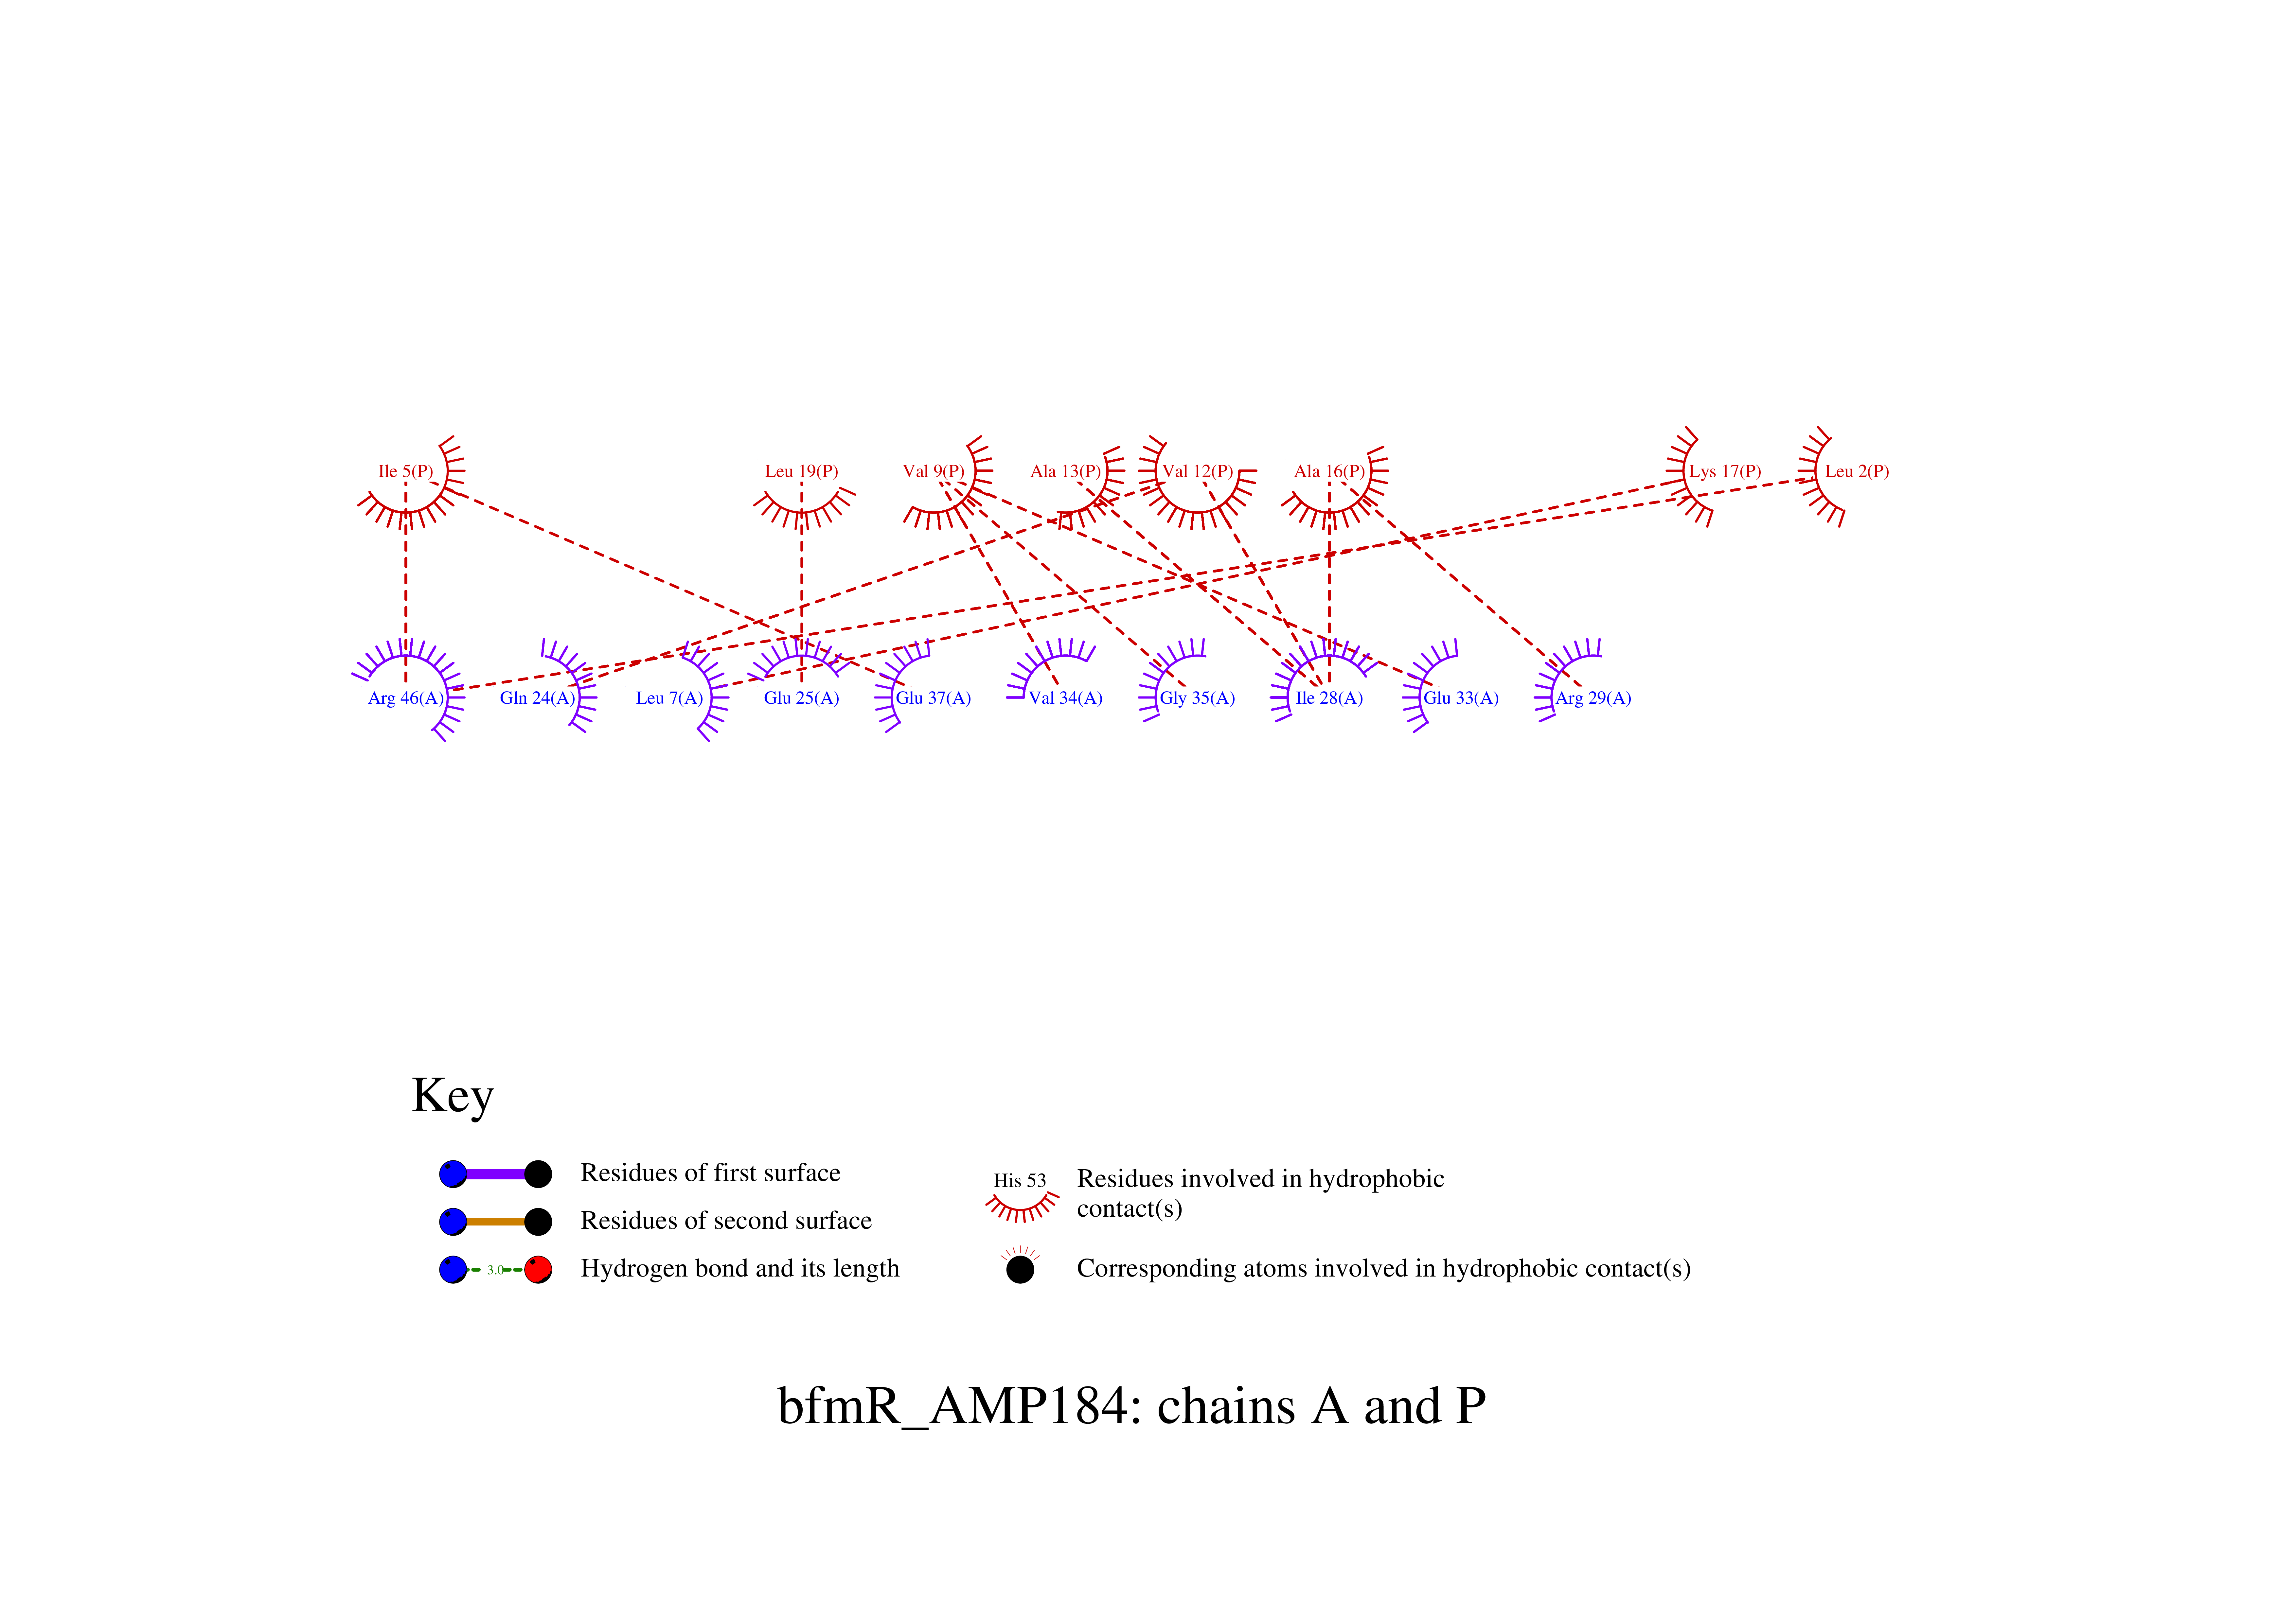 Ile 5(P) Leu 19(P) Val 9(P) Ala 13(P) Val 12(P) Ala 16(P) Lys 17(P) Leu 2(P)
Arg 46(A) Gln 24(A) Leu 7(A) Glu 25(A) Glu 37(A) Val 34(A) Gly 35(A) Ile 28(A) Glu 33(A) Arg 29(A)
Key
Residues of first surface
Residues of second surface
3.0 Hydrogen bond and its length
His 53 Residues involved in hydrophobic
contact(s)
Corresponding atoms involved in hydrophobic contact(s)
bfmR_AMP184: chains A and P